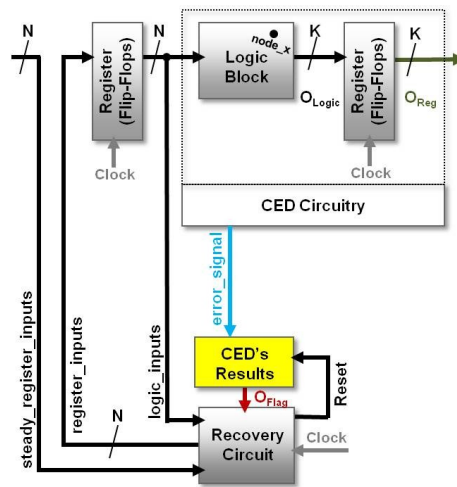 N
N
K
K
Register
(Flip-Flops)
node_x
Logic
Block
Register
(Flip-Flops)
OLogic
OReg
Clock
Clock
CED Circuitry
error_signal
steady_register_inputs
register_inputs
logic_inputs
CED's
Results
Reset
OFlag
N
Recovery
Circuit
Clock